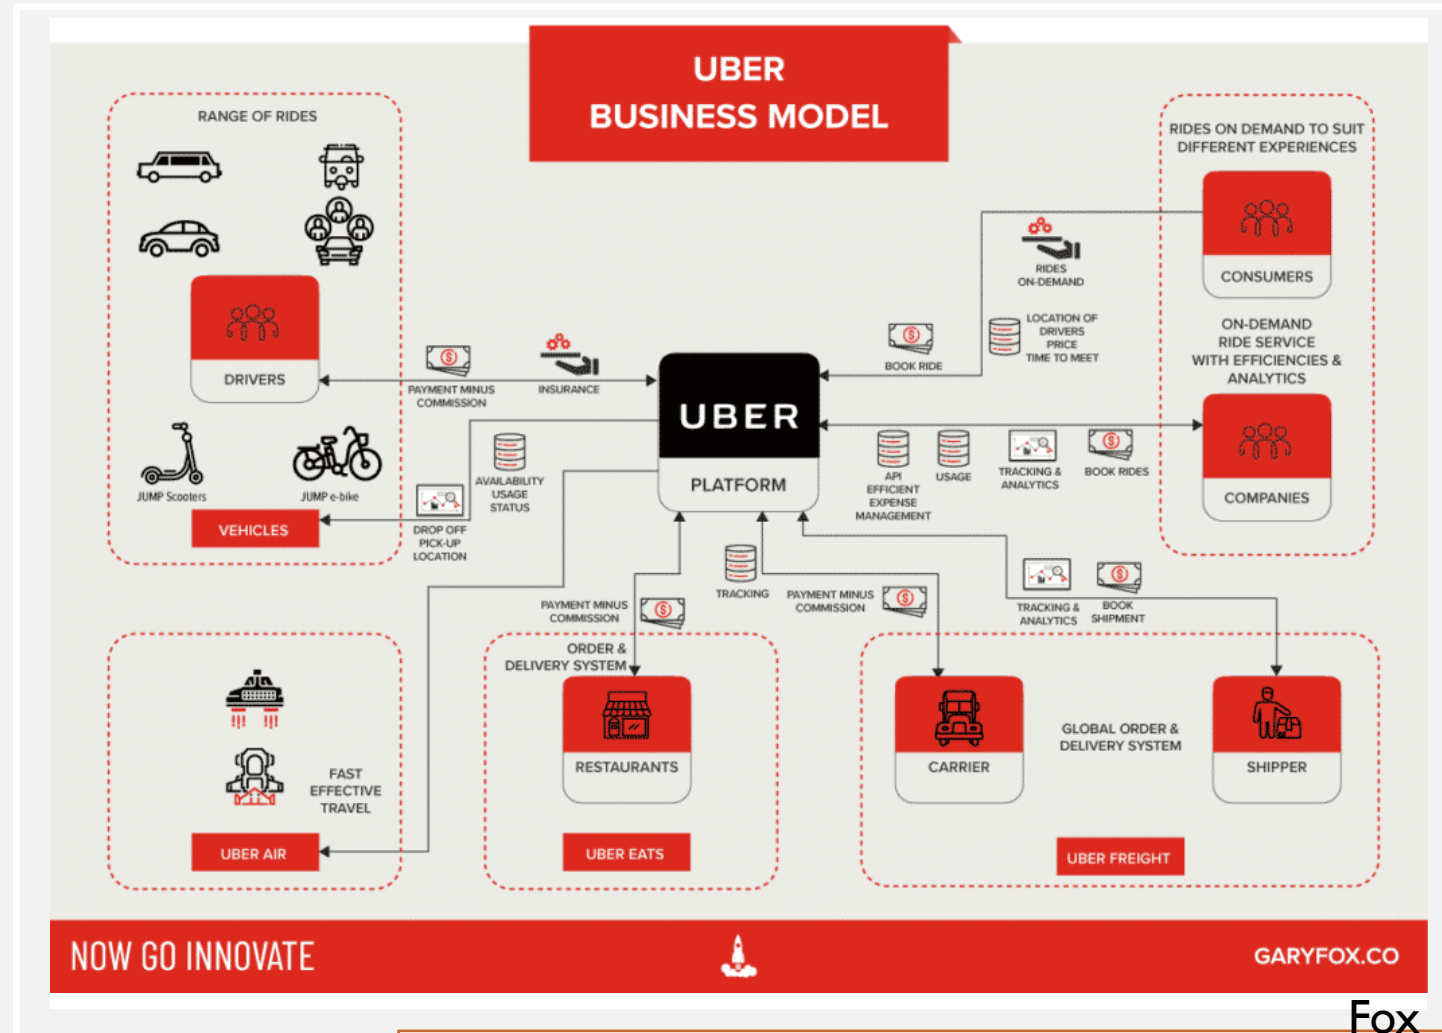 UBER
BUSINESS MODEL
RANGE OF RIDES
DRIVERS
JUMP Scooters
JUMP e-bike
VEHICLES
PAYMENT MINUS
COMMISSION
INSURANCE
AVAILABILITY
USAGE
STATUS
DROP OFF
PICK-UP
LOCATION
UBER
PLATFORM
RIDES ON DEMAND TO SUIT
DIFFERENT EXPERIENCES
CONSUMERS
RIDES
ON-DEMAND
LOCATION OF
DRIVERS
PRICE
TIME TO MEET
BOOK RIDE
ON-DEMAND
RIDE SERVICE
WITH EFFICIENCIES &
ANALYTICS
COMPANIES
API
EFFICIENT
EXPENSE
MANAGEMENT
USAGE
TRACKING &
ANALYTICS
BOOK RIDES
TRACKING
PAYMENT MINUS
COMMISSION
PAYMENT MINUS
COMMISSION
TRACKING &
ANALYTICS
BOOK
SHIPMENT
FAST
EFFECTIVE
TRAVEL
UBER AIR
ORDER &
DELIVERY SYSTEM
RESTAURANTS
UBER EATS
CARRIER
GLOBAL ORDER &
DELIVERY SYSTEM
SHIPPER
UBER FREIGHT
NOW GO INNOVATE
GARYFOX.CO
Fox